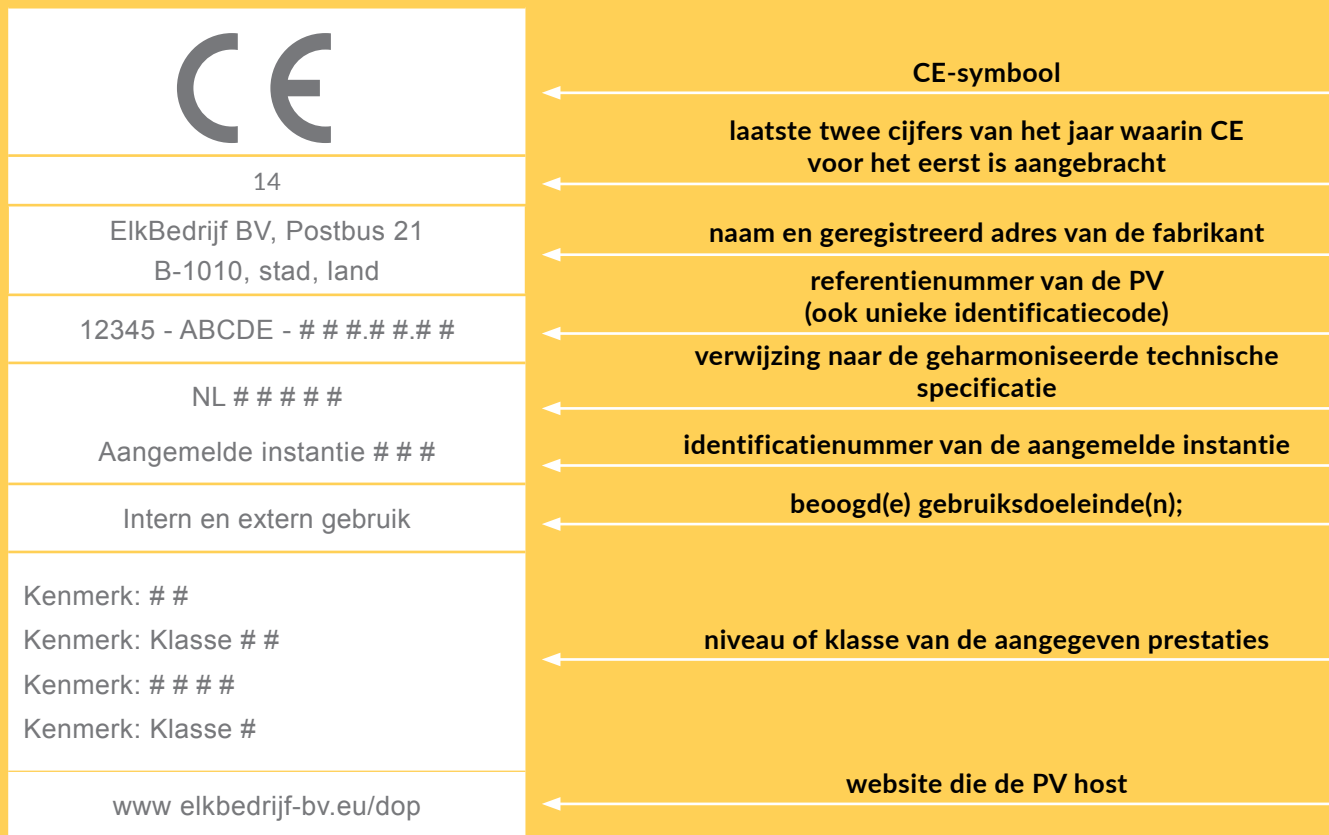 CE
CE-symbool
laatste twee cijfers van het jaar waarin CE
voor het eerst is aangebracht
14
ElkBedrijf BV, Postbus 21
B-1010, stad, land
naam en geregistreerd adres van de fabrikant
12345 - ABCDE - # # #.# #.# #
referentienummer van de PV
(ook unieke identificatiecode)
NL # # # # #
verwijzing naar de geharmoniseerde technische
specificatie
Aangemelde instantie # # #
identificatienummer van de aangemelde instantie
Intern en extern gebruik
beoogd(e) gebruiksdoeleinde(n);
Kenmerk: # #
Kenmerk: Klasse # #
Kenmerk: # # # #
Kenmerk: Klasse #
niveau of klasse van de aangegeven prestaties
www elkbedrijf-bv.eu/dop
website die de PV host